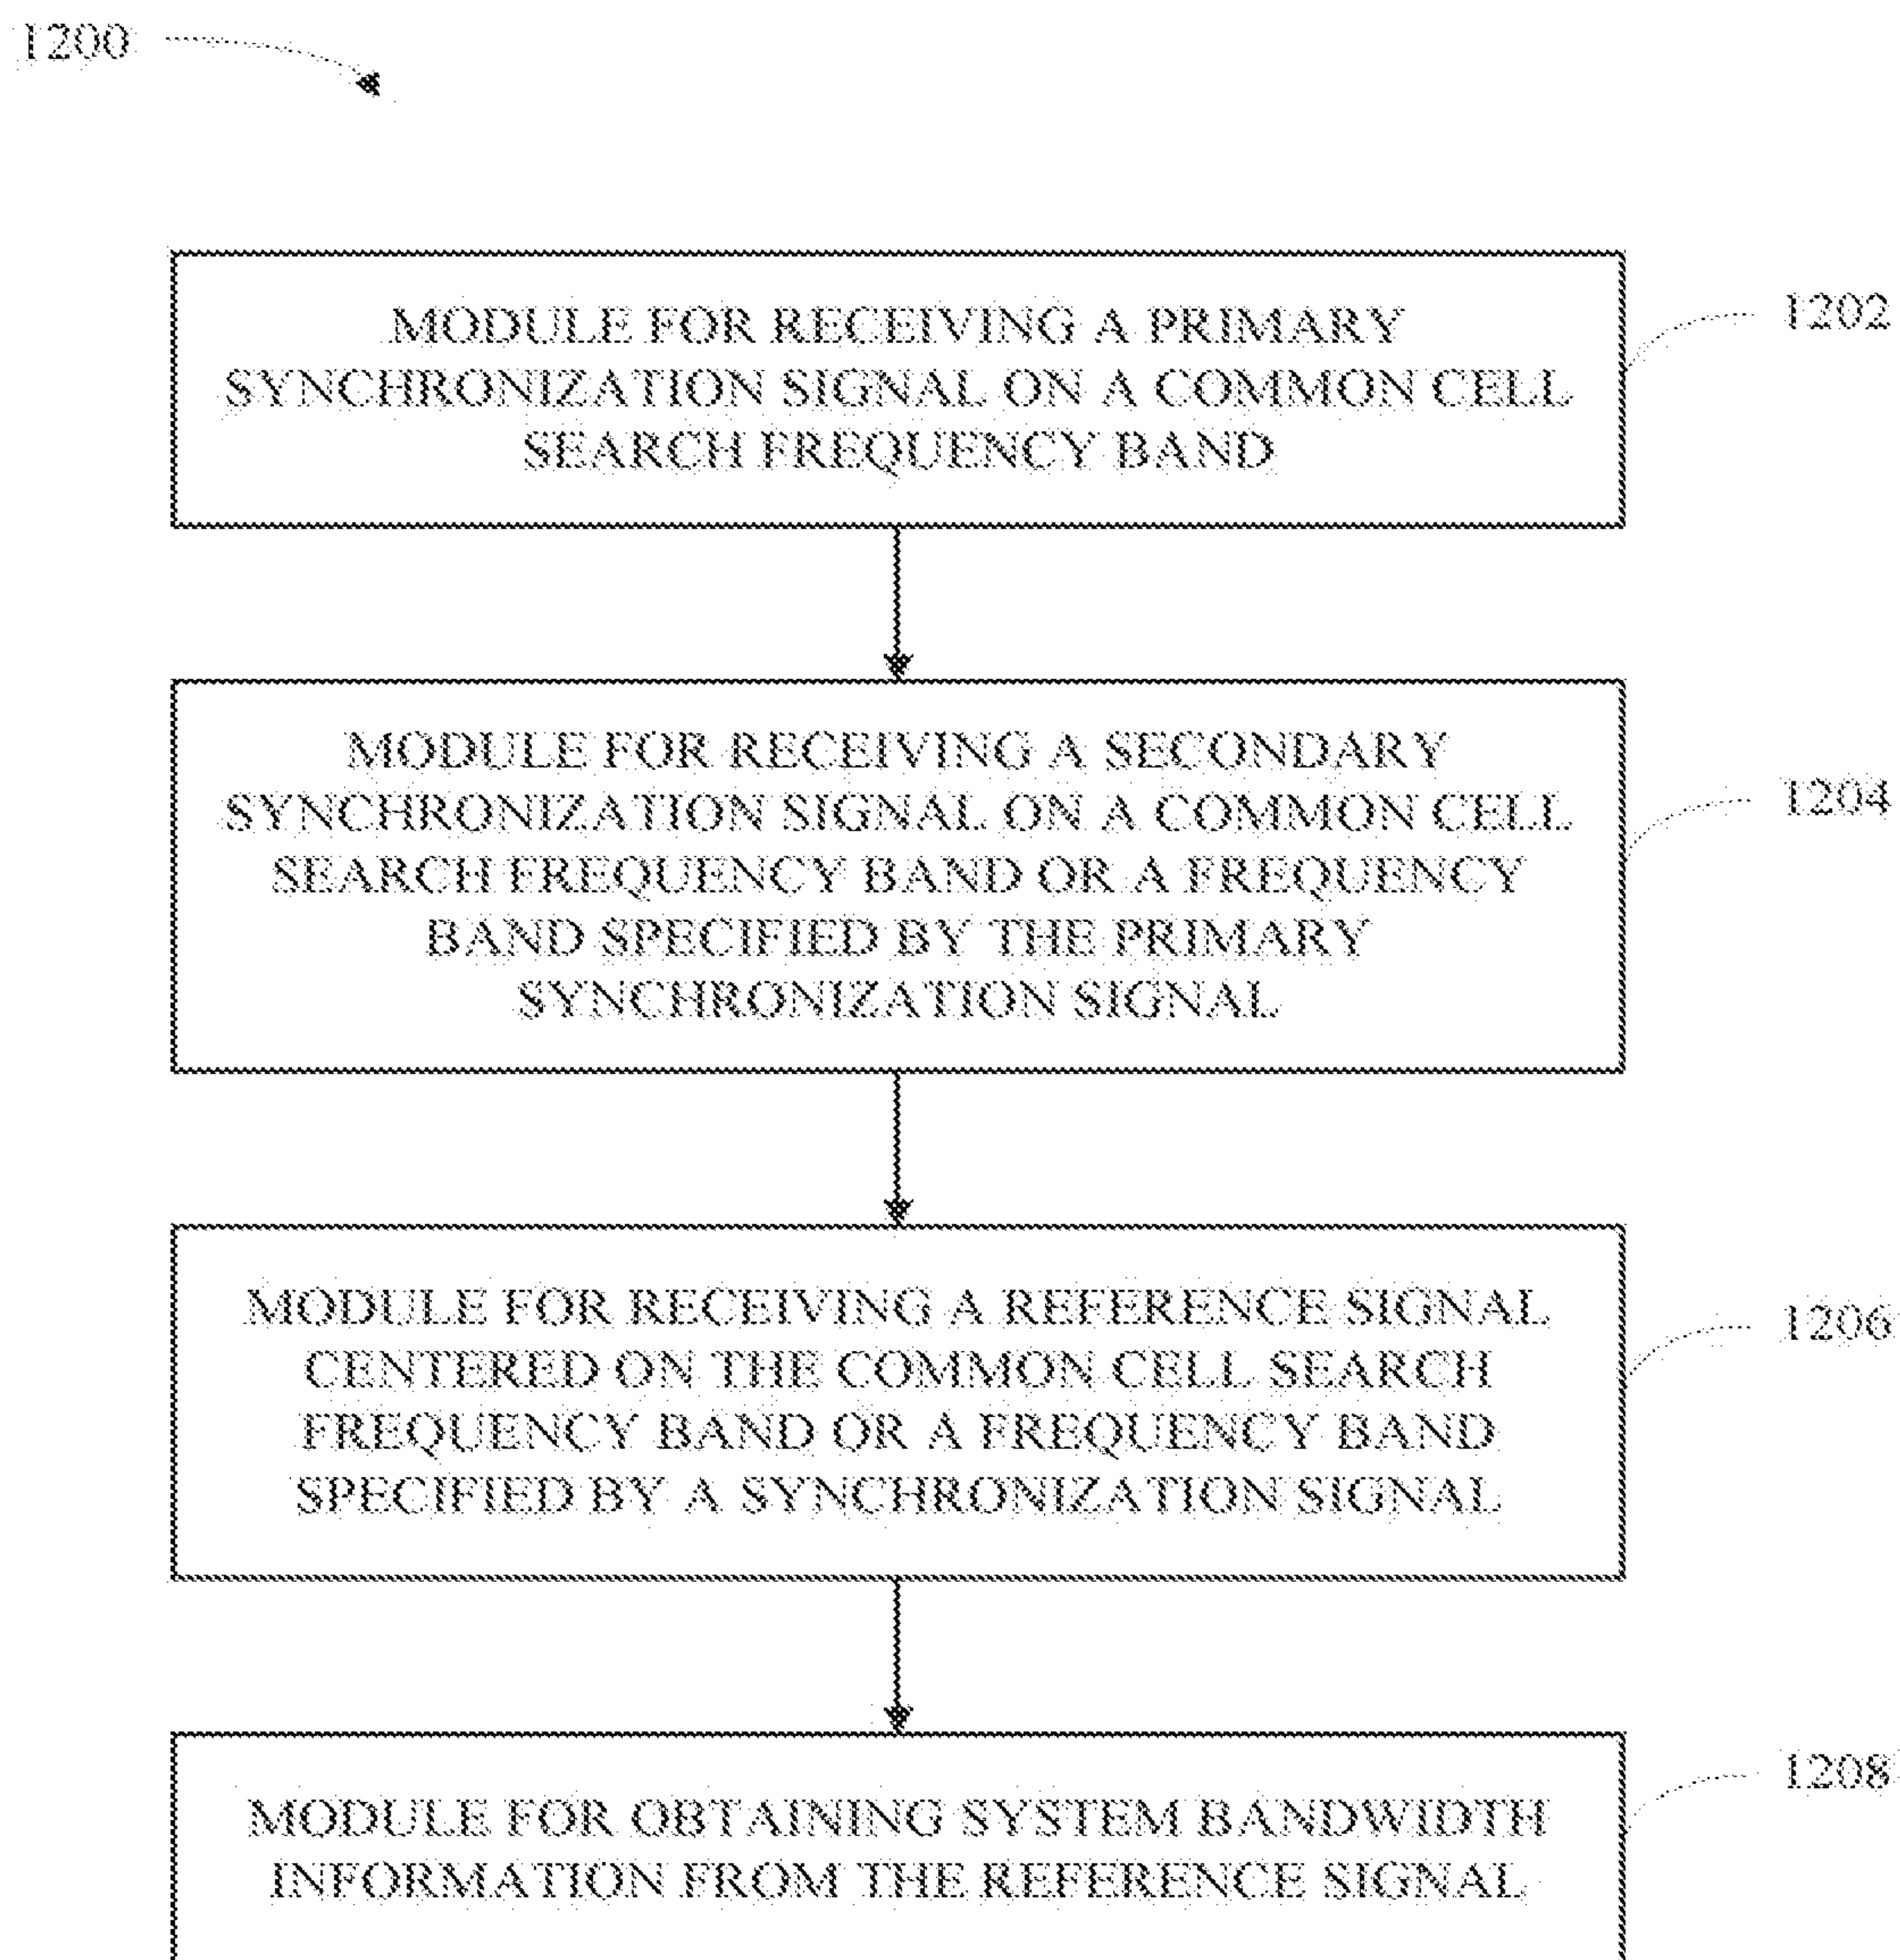 1200
MODULE FOR RECEIVING A PRIMARY
SYNCHRONIZATION SIGNAL ON A COMMON CELL
SEARCH FREQUENCY BAND
1202
MODULE FOR RECEIVING A SECONDARY
SYNCHRONIZATION SIGNAL ON A COMMON CELL
SEARCH FREQUENCY BAND OR A FREQUENCY
BAND SPECIFIED BY THE PRIMARY
SYNCHRONIZATION SIGNAL
1204
MODULE FOR RECEIVING A REFERENCE SIGNAL
CENTERED ON THE COMMON CELL SEARCH
FREQUENCY BAND OR A FREQUENCY BAND
SPECIFIED BY A SYNCHRONIZATION SIGNAL
1206
MODULE FOR OBTAINING SYSTEM BANDWIDTH
INFORMATION FROM THE REFERENCE SIGNAL
1208